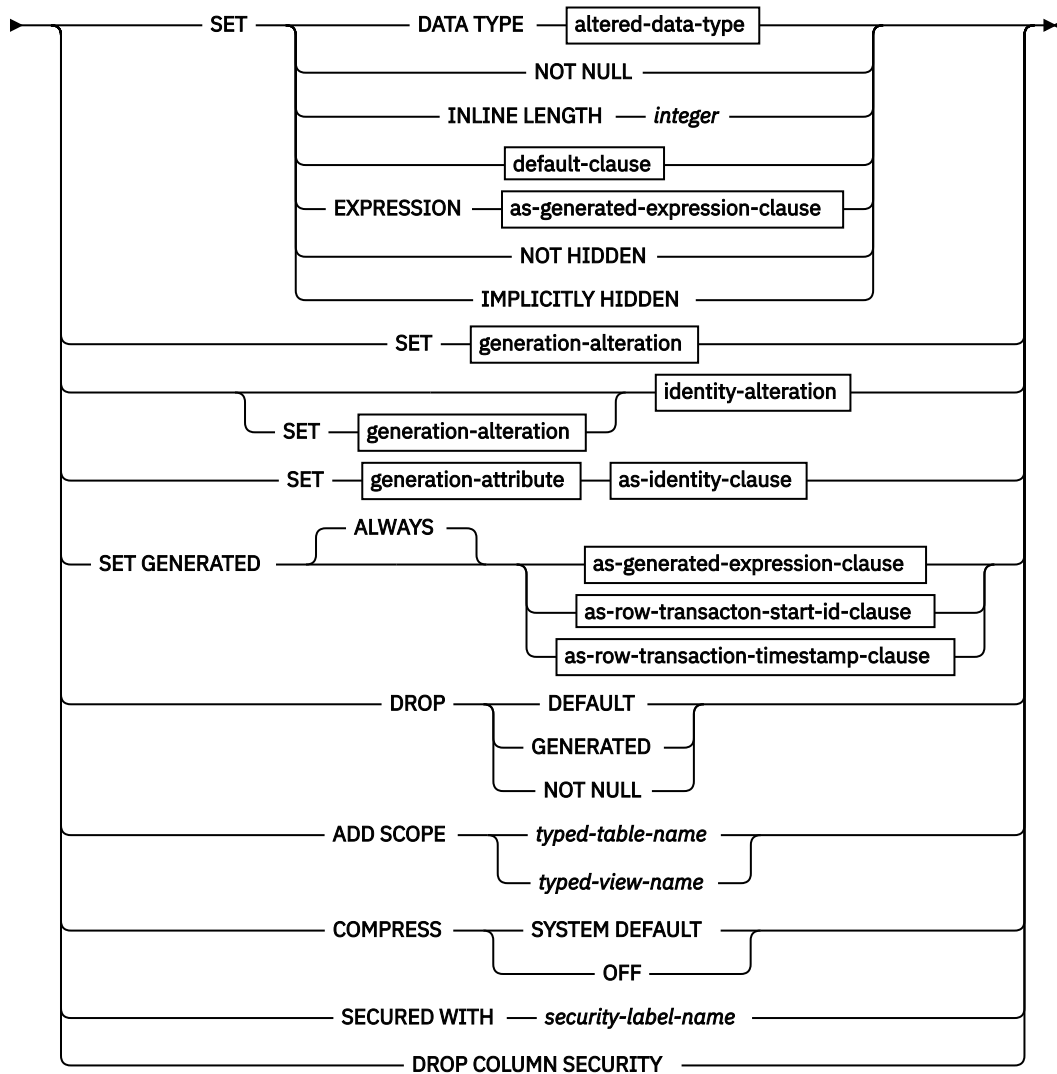 SET DATA TYPE altered-data-type
NOT NULL
INLINE LENGTH integer
default-clause
EXPRESSION as-generated-expression-clause
NOT HIDDEN
IMPLICITLY HIDDEN
SET generation-alteration
identity-alteration
SET generation-alteration
SET generation-attribute as-identity-clause
ALWAYS
SET GENERATED as-generated-expression-clause
as-row-transacton-start-id-clause
as-row-transaction-timestamp-clause
DROP DEFAULT
GENERATED
NOT NULL
ADD SCOPE typed-table-name
typed-view-name
COMPRESS SYSTEM DEFAULT
OFF
SECURED WITH security-label-name
DROP COLUMN SECURITY